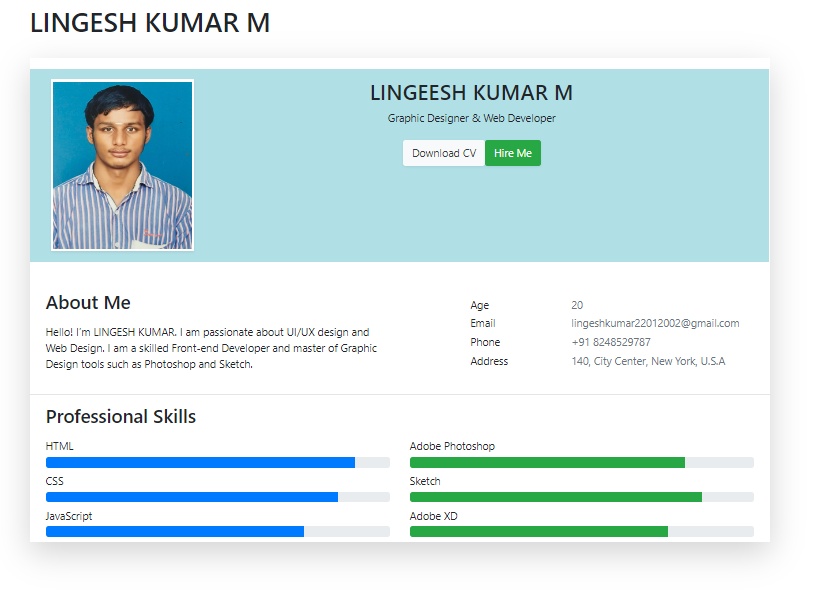 LINGESH KUMAR M
LINGEESH KUMAR M
Graphic Designer & Web Developer
Download CV Hire Me
About Me
Hello! I'm LINGESH KUMAR. I am passionate about UI/UX design and
Web Design. I am a skilled Front-end Developer and master of Graphic
Design tools such as Photoshop and Sketch.
Age 20
Email lingeshkumar22012002@gmail.com
Phone +91 8248529787
Address 140, City Center, New York, U.S.A
Professional Skills
HTML
CSS
JavaScript
Adobe Photoshop
Sketch
Adobe XD